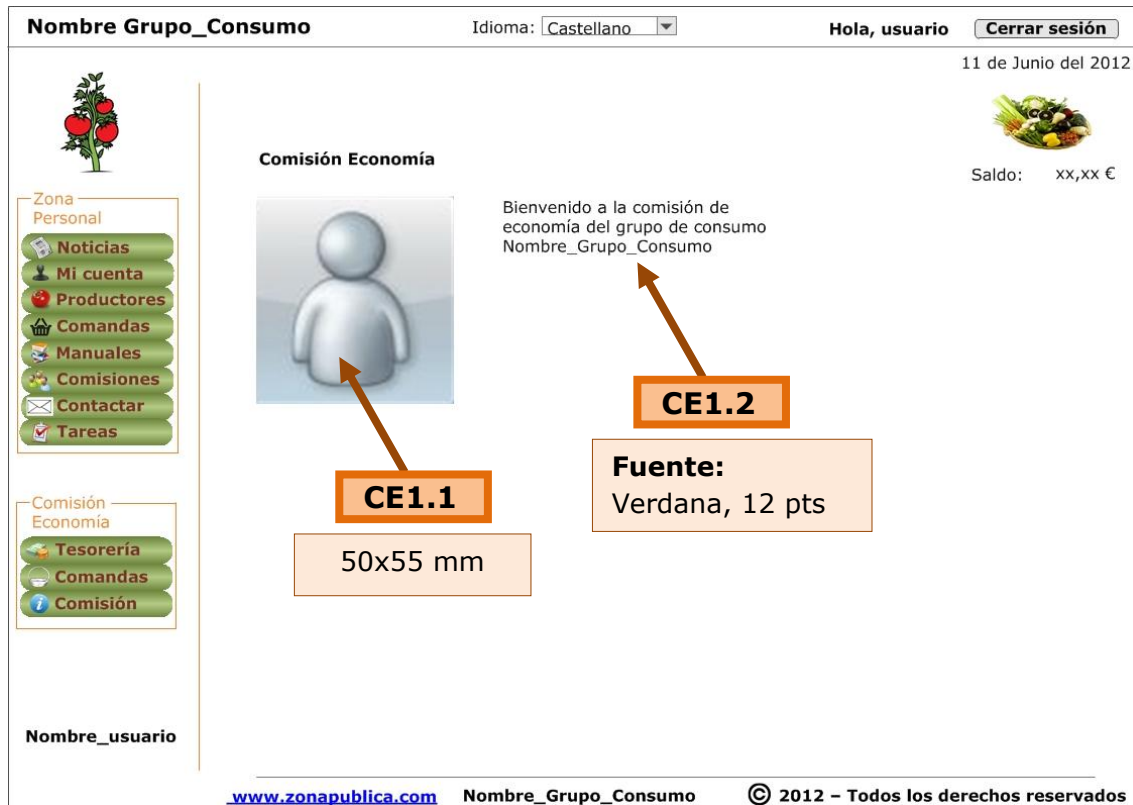 Nombre Grupo_Consumo
Idioma: Castellano
Hola, usuario
Cerrar sesión
11 de Junio del 2012
Saldo: xx,xx €
Zona
Personal
Noticias
Mi cuenta
Productores
Comandas
Manuales
Comisiones
Contactar
Tareas
Comisión
Economía
Tesorería
Comandas
Comisión
Nombre_usuario
Comisión Economía
Bienvenido a la comisión de
economía del grupo de consumo
Nombre_Grupo_Consumo
CE1.1
50x55 mm
CE1.2
Fuente:
Verdana, 12 pts
www.zonapublica.com
Nombre_Grupo_Consumo
© 2012 – Todos los derechos reservados